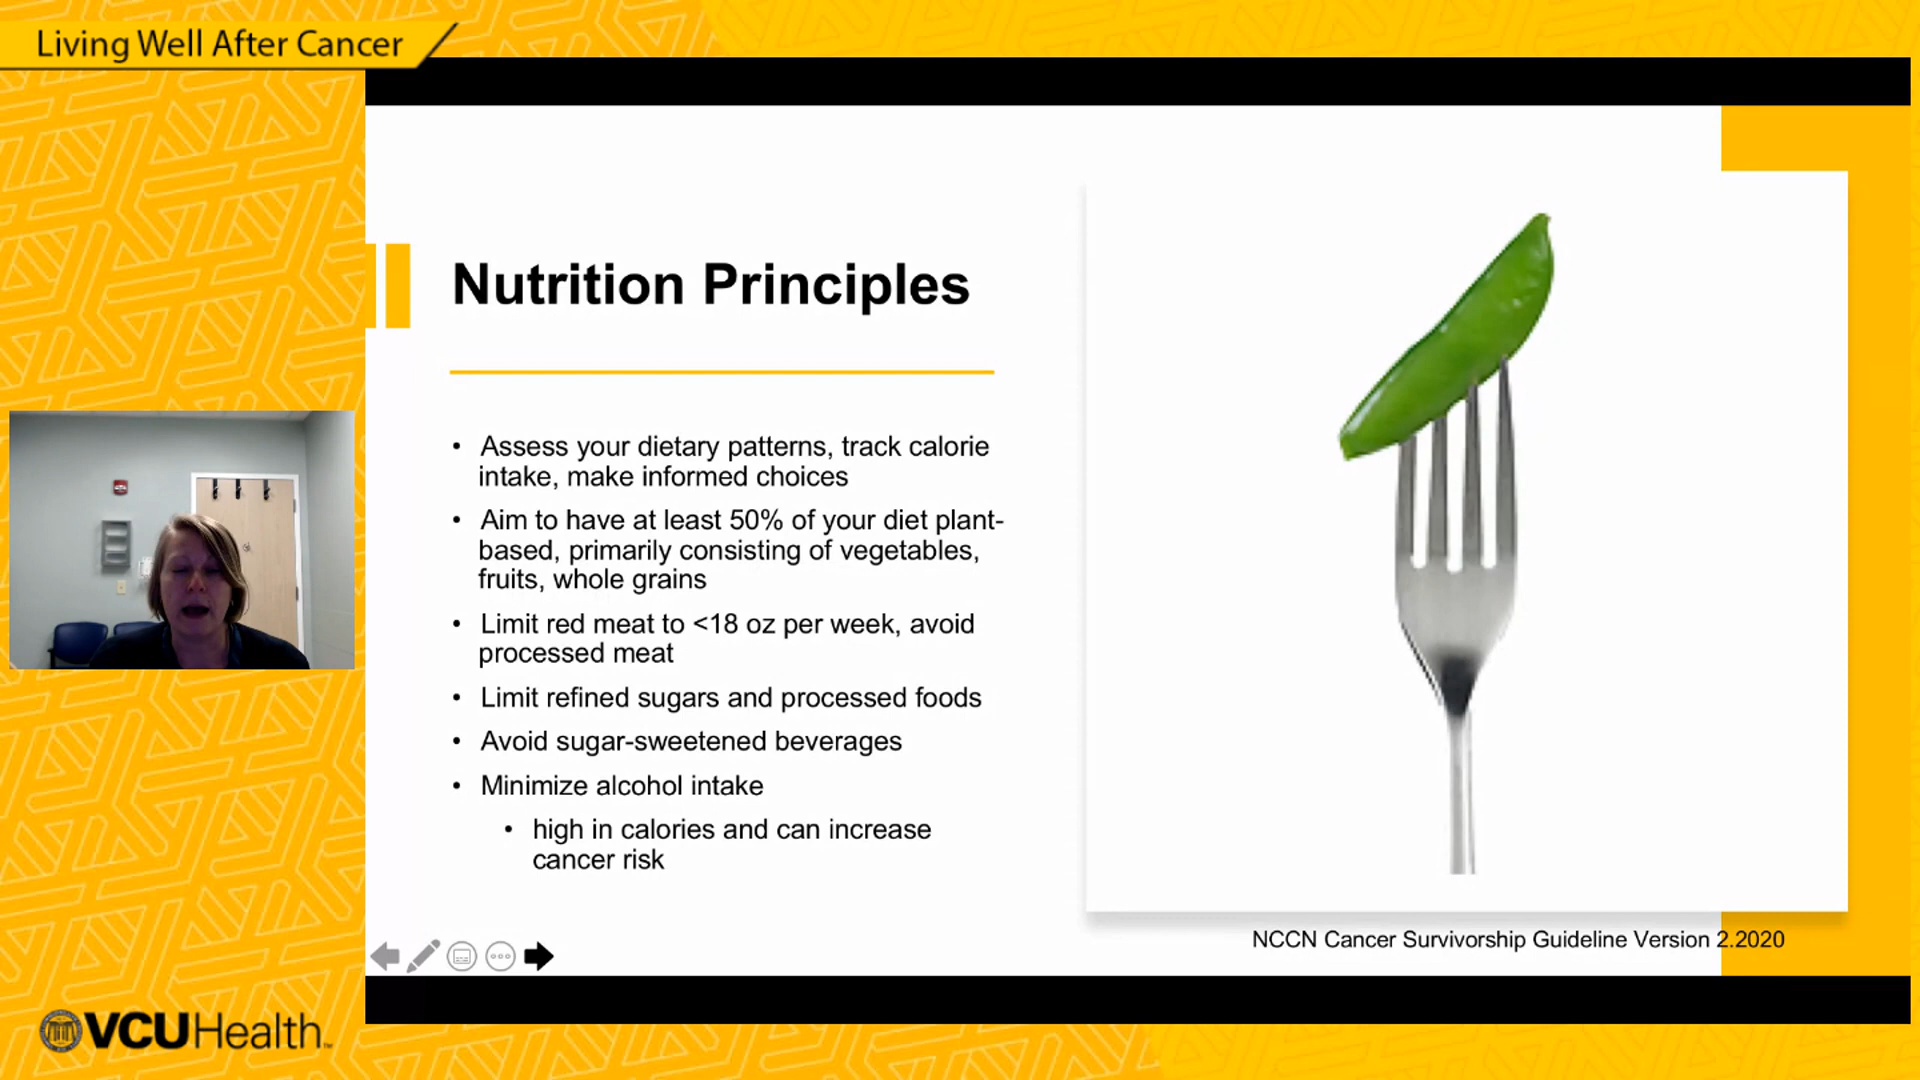 Living Well After Cancer
Nutrition Principles
• Assess your dietary patterns, track calorie
intake, make informed choices
• Aim to have at least 50% of your diet plant-
based, primarily consisting of vegetables,
fruits, whole grains
• Limit red meat to <18 oz per week, avoid
processed meat
• Limit refined sugars and processed foods
• Avoid sugar-sweetened beverages
• Minimize alcohol intake
• high in calories and can increase
cancer risk
NCCN Cancer Survivorship Guideline Version 2.2020
VCUHealth™